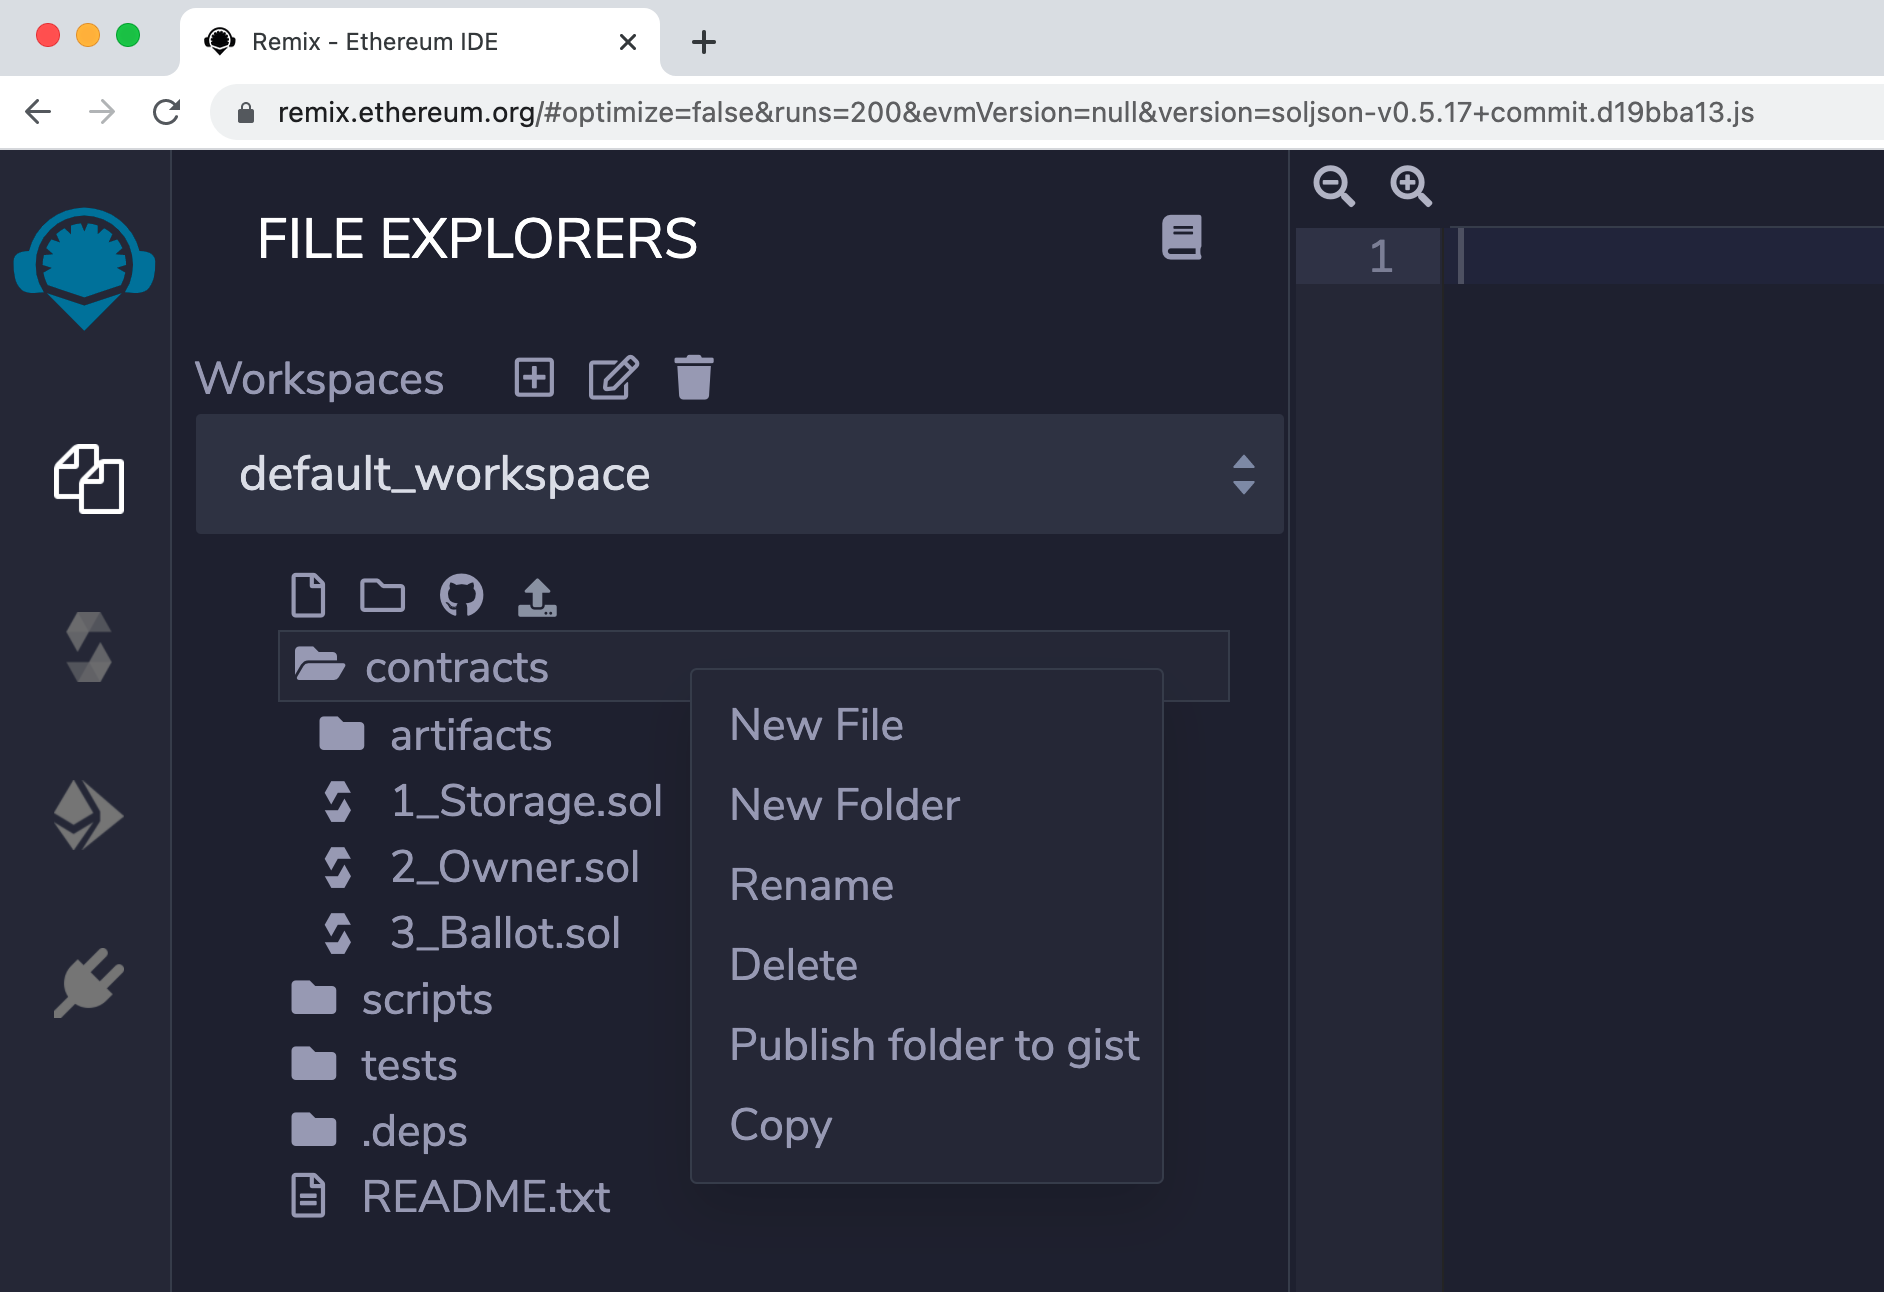 Remix - Ethereum IDE
remix.ethereum.org/#optimize=false&runs=200&evmVersion=null&version=soljson-v0.5.17+commit.d19bba13.js
FILE EXPLORERS
Workspaces
default_workspace
contracts
artifacts
1_Storage.sol
2_Owner.sol
3_Ballot.sol
scripts
tests
.deps
README.txt
New File
New Folder
Rename
Delete
Publish folder to gist
Copy
1